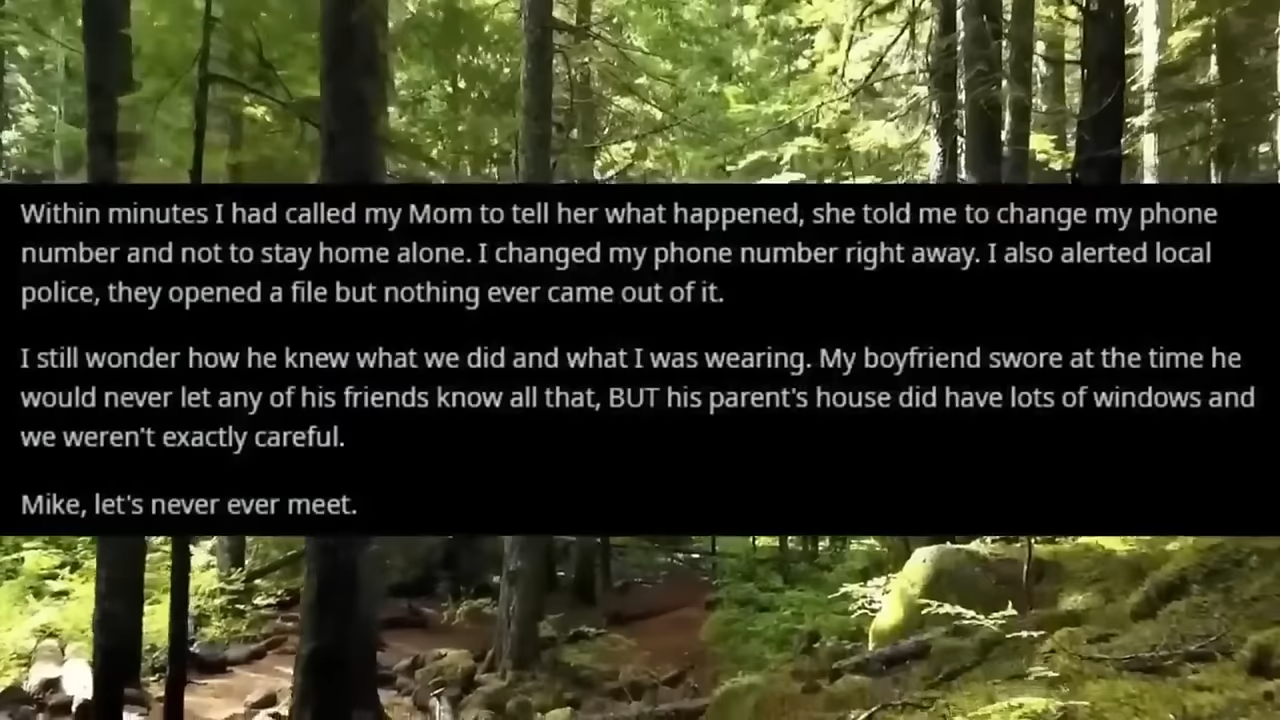 Within minutes I had called my Mom to tell her what happened, she told me to change my phone
number and not to stay home alone. I changed my phone number right away. I also alerted local
police, they opened a file but nothing ever came out of it.
I still wonder how he knew what we did and what I was wearing. My boyfriend swore at the time he
would never let any of his friends know all that, BUT his parent's house did have lots of windows and
we weren't exactly careful.
Mike, let's never ever meet.